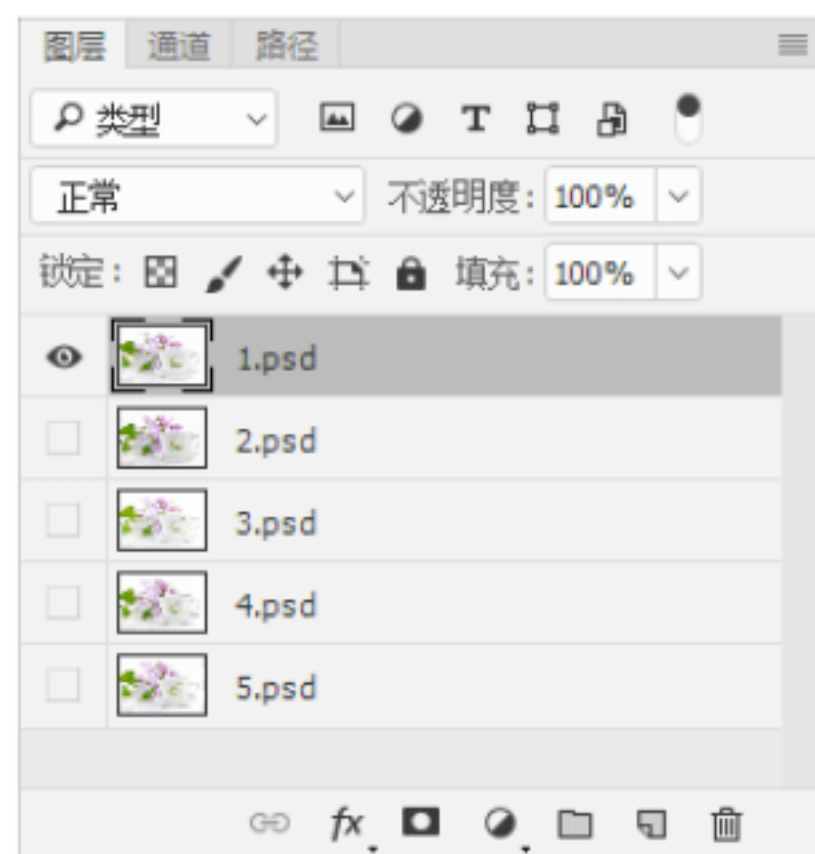 图层 通道 路径
类型 T
正常 不透明度: 100%
锁定: 填充: 100%
1.psd
2.psd
3.psd
4.psd
5.psd
fx